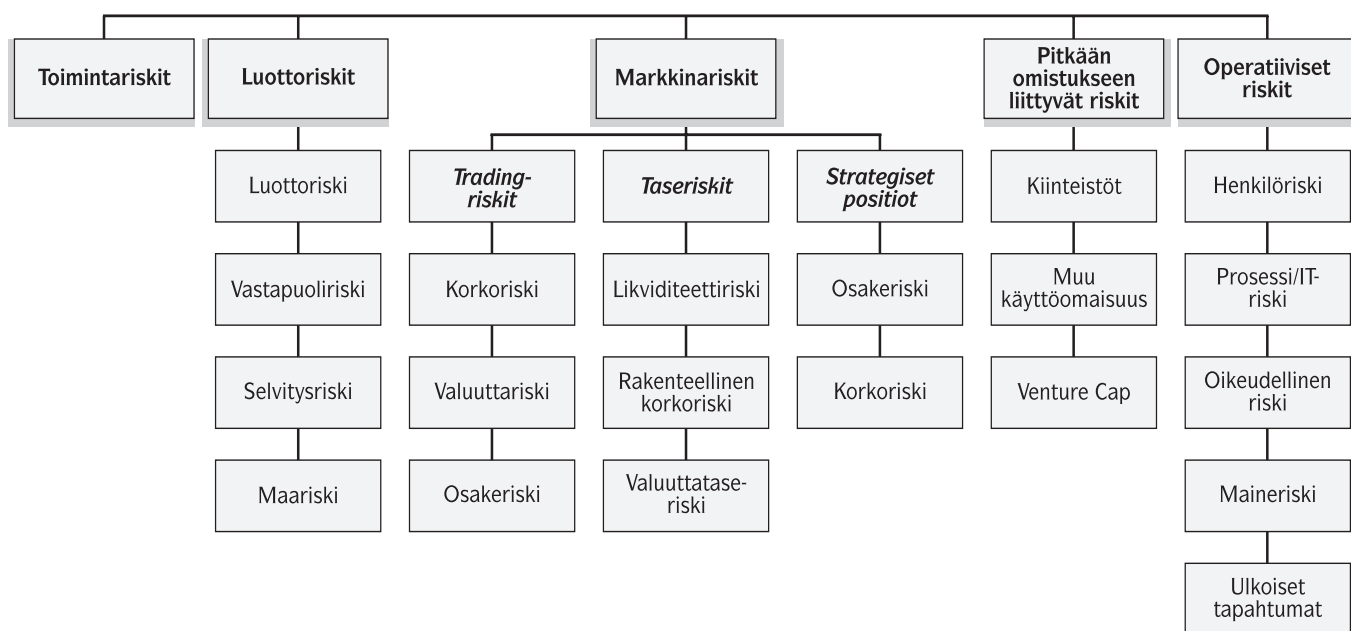 Toimintariskit
Luottoriskit
Markkinariskit
Pitkään
omistukseen
liittyvät riskit
Operatiiviset
riskit
Luottoriski
Trading-
riskit
Taseriskit
Strategiset
positiot
Kiinteistöt
Henkilöriski
Vastapuoliriski
Korkoriski
Likviditeettiriski
Osakeriski
Muu
käyttöomaisuus
Prosessi/IT-
riski
Selvitysriski
Valuuttariski
Rakenteellinen
korkoriski
Korkoriski
Venture Cap
Oikeudellinen
riski
Maariski
Osakeriski
Valuuttatase-
riski
Maineriski
Ulkoiset
tapahtumat